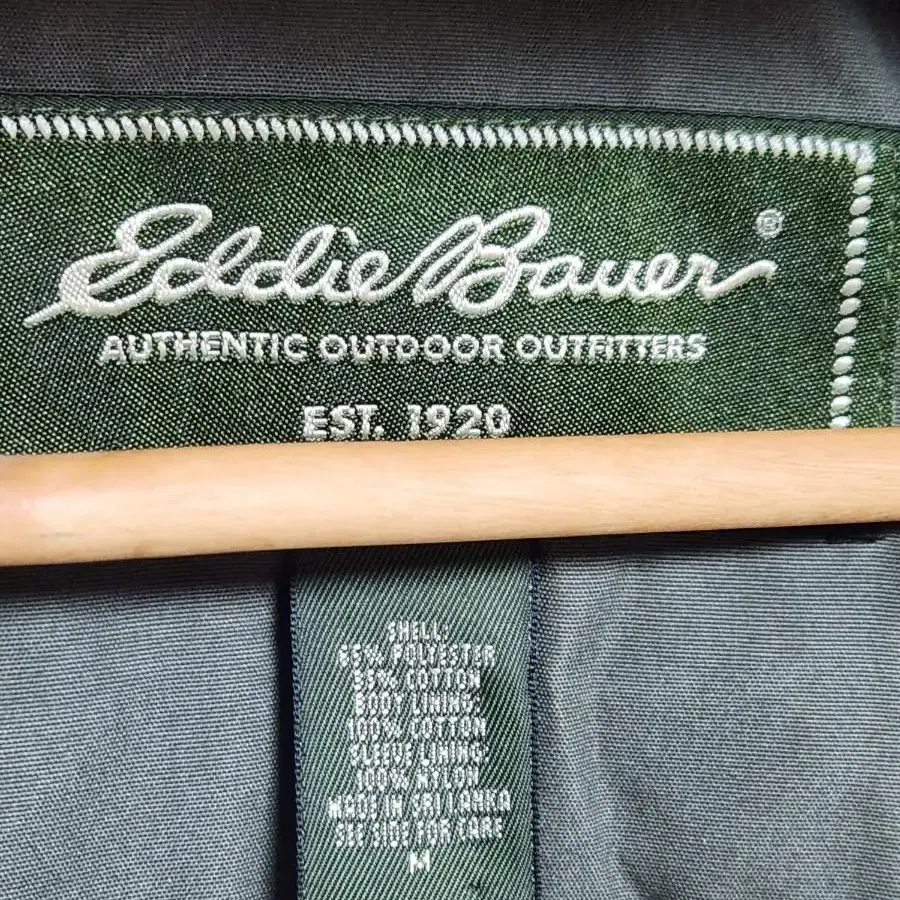 Eddie Bauer®
AUTHENTIC OUTDOOR OUTFITTERS
EST. 1920
SHELL:
65% POLYESTER
35% COTTON
BODY LINING:
100% COTTON
SLEEVE LINING:
100% NYLON
MADE IN SRI LANKA
SEE SIDE FOR CARE
M